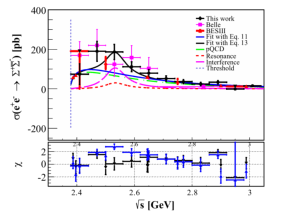 σ(e⁺e⁻ → Σ⁺Σ̄⁻) [pb]
400
200
0
-200
This work
Belle
BESIII
Fit with Eq. 11
Fit with Eq. 13
PQCD
Resonance
Interference
Threshold
2.4 2.6 2.8 3
χ
2
0
-2
2.4 2.6 2.8 3
√s [GeV]